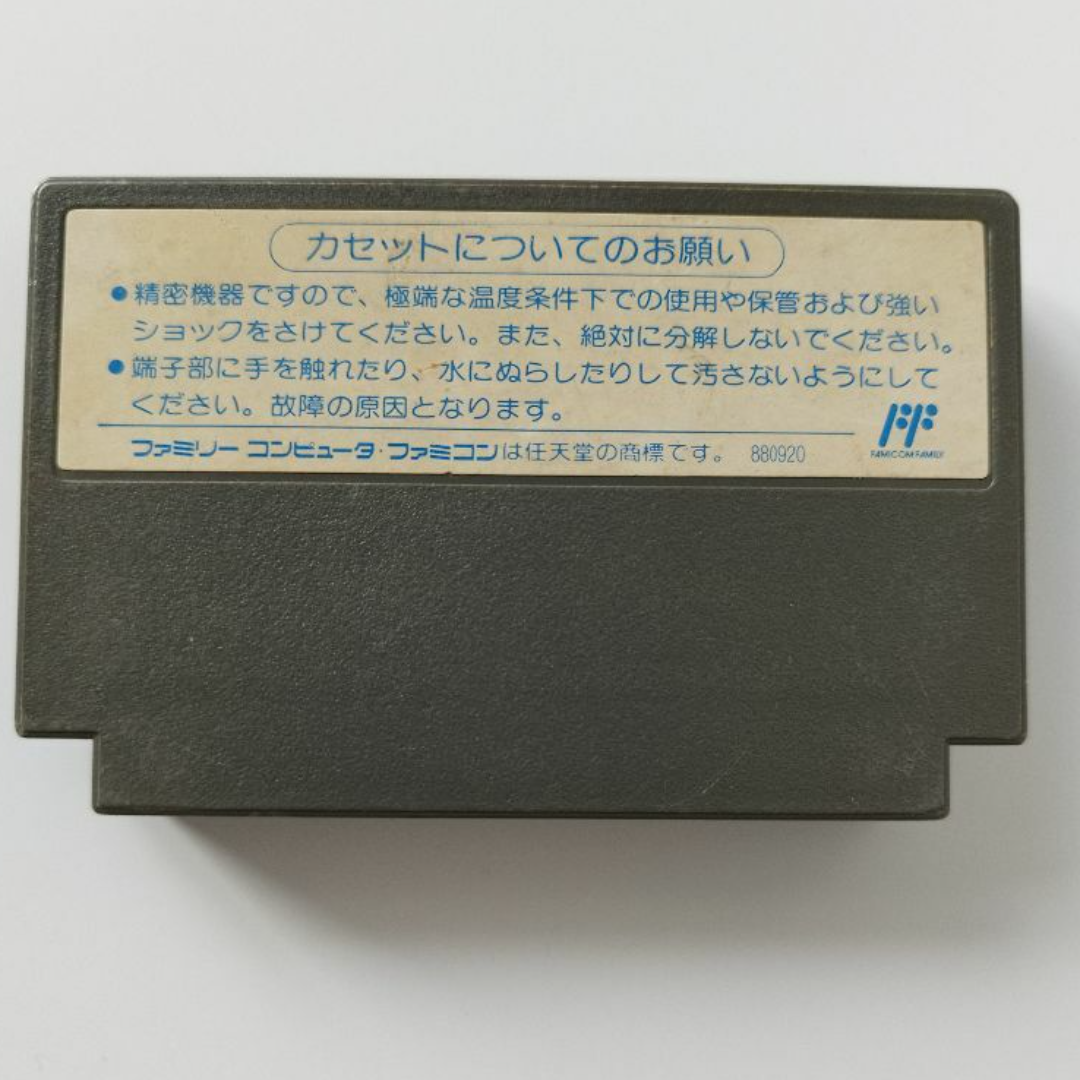 カセットについてのお願い
●精密機器ですので、極端な温度条件下での使用や保管および強い
ショックをさけてください。また、絶対に分解しないでください。
●端子部に手を触れたり、水にぬらしたりして汚さないようにして
ください。故障の原因となります。
ファミリー コンピュータ・ファミコンは任天堂の商標です。 880920
FF
FAMICOM FAMILY